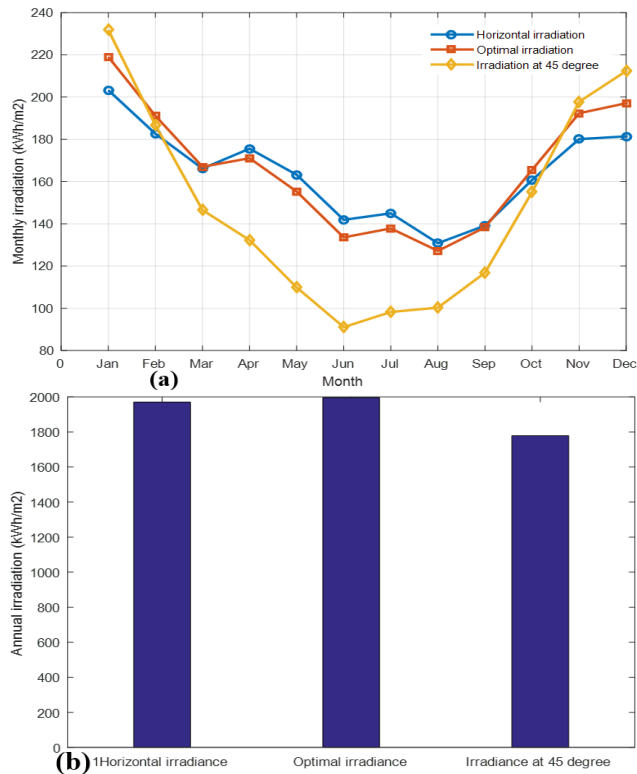 240
220
200
180
160
140
120
100
80
Monthly irradiation (kWh/m2)
Horizontal irradiation
Optimal irradiation
Irradiation at 45 degree
0 Jan Feb Mar Apr May Jun Jul Aug Sep Oct Nov Dec
(a)
Month
2000
1800
1600
1400
1200
1000
800
600
400
200
0
Annual irradiation (kWh/m2)
(b) 1Horizontal irradiance Optimal irradiance Irradiance at 45 degree